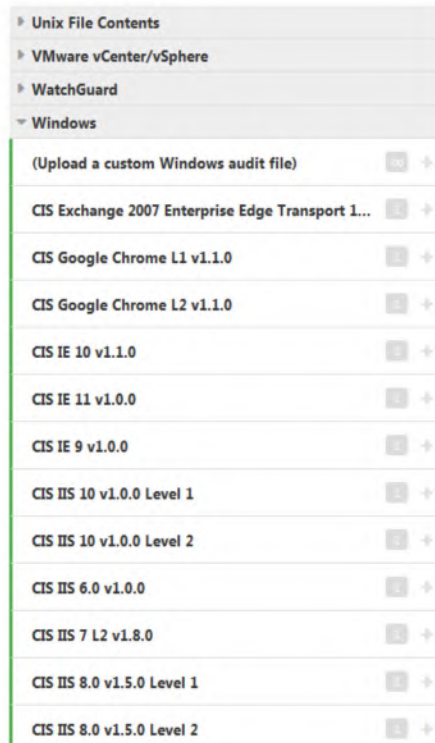 Unix File Contents
VMware vCenter/vSphere
WatchGuard
Windows
(Upload a custom Windows audit file)
CIS Exchange 2007 Enterprise Edge Transport 1...
CIS Google Chrome L1 v1.1.0
CIS Google Chrome L2 v1.1.0
CIS IE 10 v1.1.0
CIS IE 11 v1.0.0
CIS IE 9 v1.0.0
CIS IIS 10 v1.0.0 Level 1
CIS IIS 10 v1.0.0 Level 2
CIS IIS 6.0 v1.0.0
CIS IIS 7 L2 v1.8.0
CIS IIS 8.0 v1.5.0 Level 1
CIS IIS 8.0 v1.5.0 Level 2